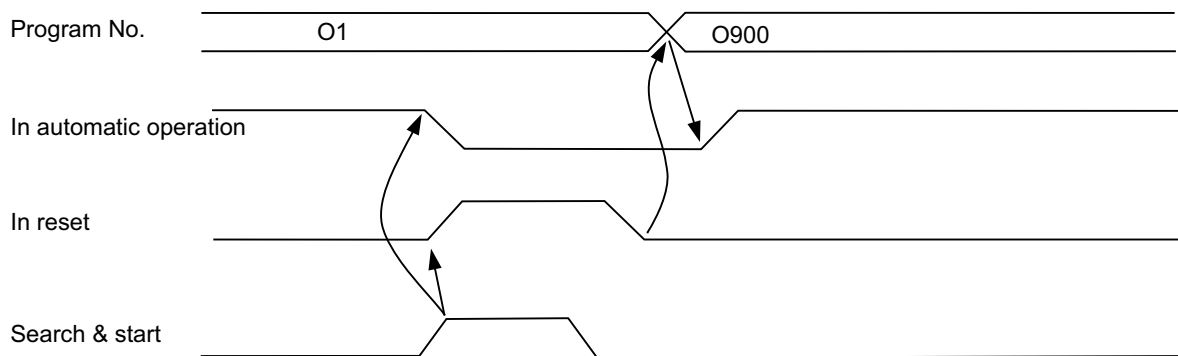 Program No.
O1
O900
In automatic operation
In reset
Search & start